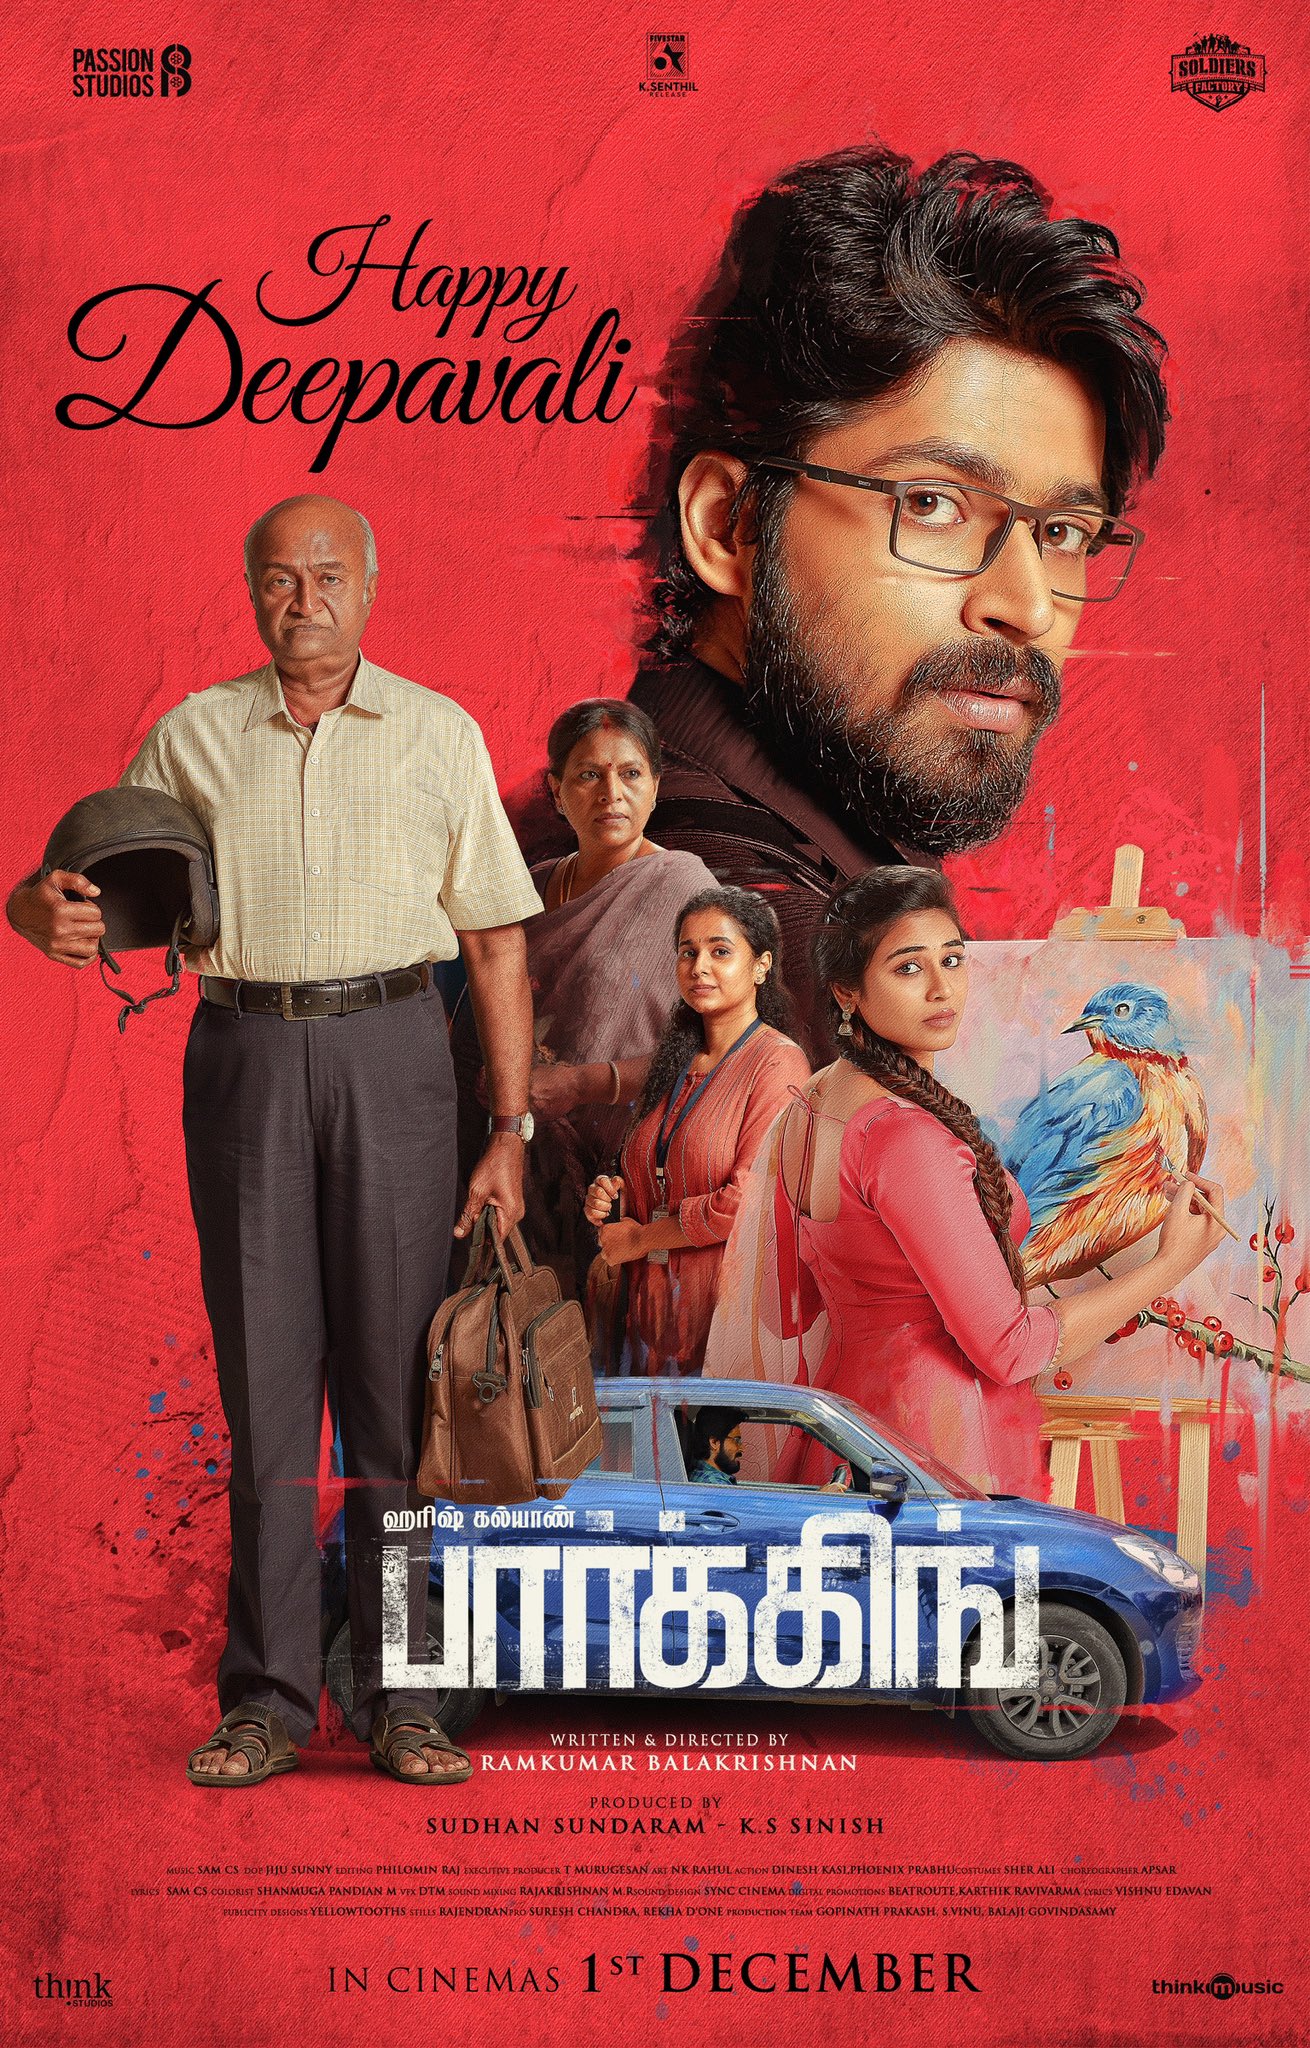 PASSION
STUDIOS
FIVESTAR
K.SENTHIL
RELEASE
SOLDIERS
FACTORY
Happy
Deepavali
ஹரிஷ் கல்யாண்
பார்க்கிங்
WRITTEN & DIRECTED BY
RAMKUMAR BALAKRISHNAN
PRODUCED BY
SUDHAN SUNDARAM - K.S SINISH
MUSIC SAM CS DOP JIJU SUNNY EDITING PHILOMIN RAJ EXECUTIVE PRODUCER T MURUGESAN ART NK RAHUL ACTION DINESH KASI,PHOENIX PRABHU COSTUMES SHER ALI CHOREOGRAPHER APSAR
LYRICS SAM CS COLORIST SHANMUGA PANDIAN M VFX DTM SOUND MIXING RAJAKRISHNAN M.R SOUND DESIGN SYNC CINEMA DIGITAL PROMOTIONS BEATROUTE,KARTHIK RAVIVARMA LYRICS VISHNU EDAVAN
PUBLICITY DESIGNS YELLOWTOOTHS STILLS RAJENDRAN PRO SURESH CHANDRA, REKHA D'ONE PRODUCTION TEAM GOPINATH PRAKASH, S.VINU, BALAJI GOVINDASAMY
IN CINEMAS 1ST DECEMBER
think
STUDIOS
think music